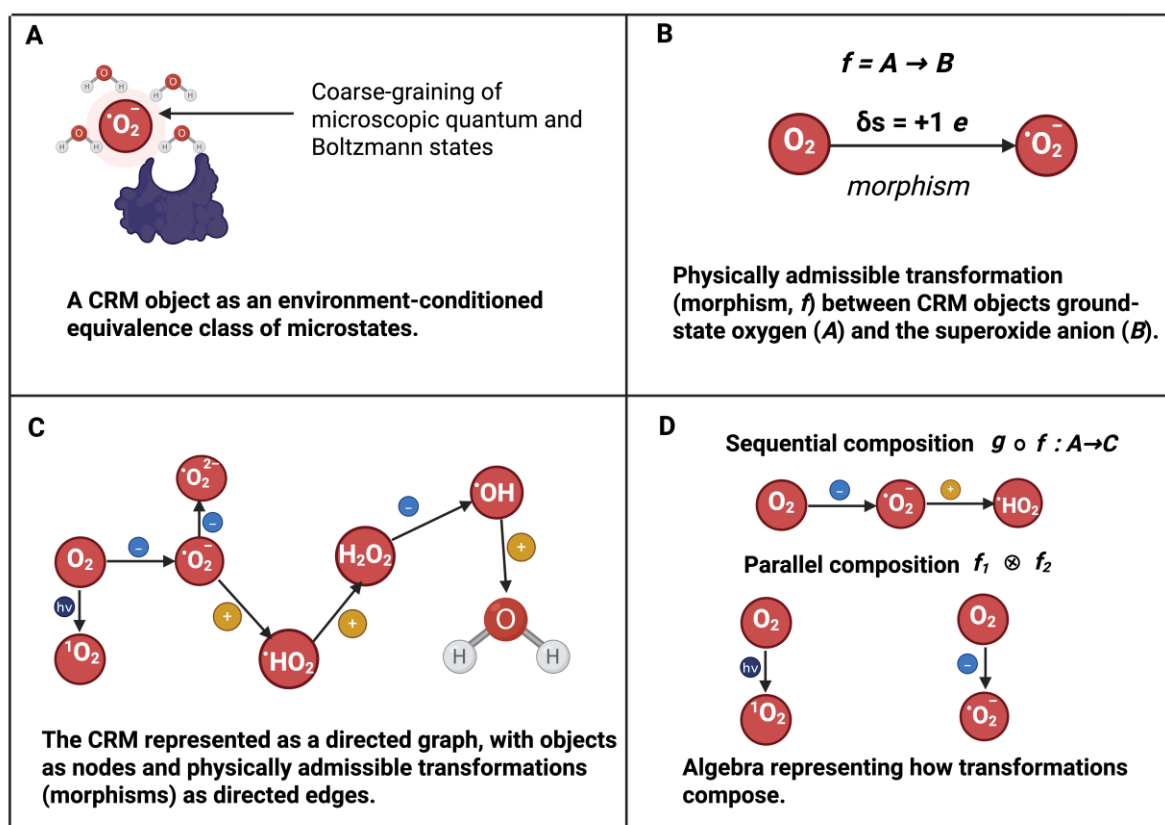 A
O
H H
O
H H
•O₂⁻
O
H H
O
H H
Coarse-graining of
microscopic quantum and
Boltzmann states
A CRM object as an environment-conditioned
equivalence class of microstates.
B
f = A → B
O₂
δs = +1 e
•O₂⁻
morphism
Physically admissible transformation
(morphism, f) between CRM objects ground-
state oxygen (A) and the superoxide anion (B).
C
•O₂²⁻
–
O₂
–
•O₂⁻
hv
¹O₂
+
•HO₂
+
H₂O₂
–
•OH
+
O
H H
The CRM represented as a directed graph, with objects
as nodes and physically admissible transformations
(morphisms) as directed edges.
D
Sequential composition g ∘ f : A→C
O₂
–
•O₂⁻
+
•HO₂
Parallel composition f₁ ⊗ f₂
O₂
hv
¹O₂
O₂
–
•O₂⁻
Algebra representing how transformations
compose.